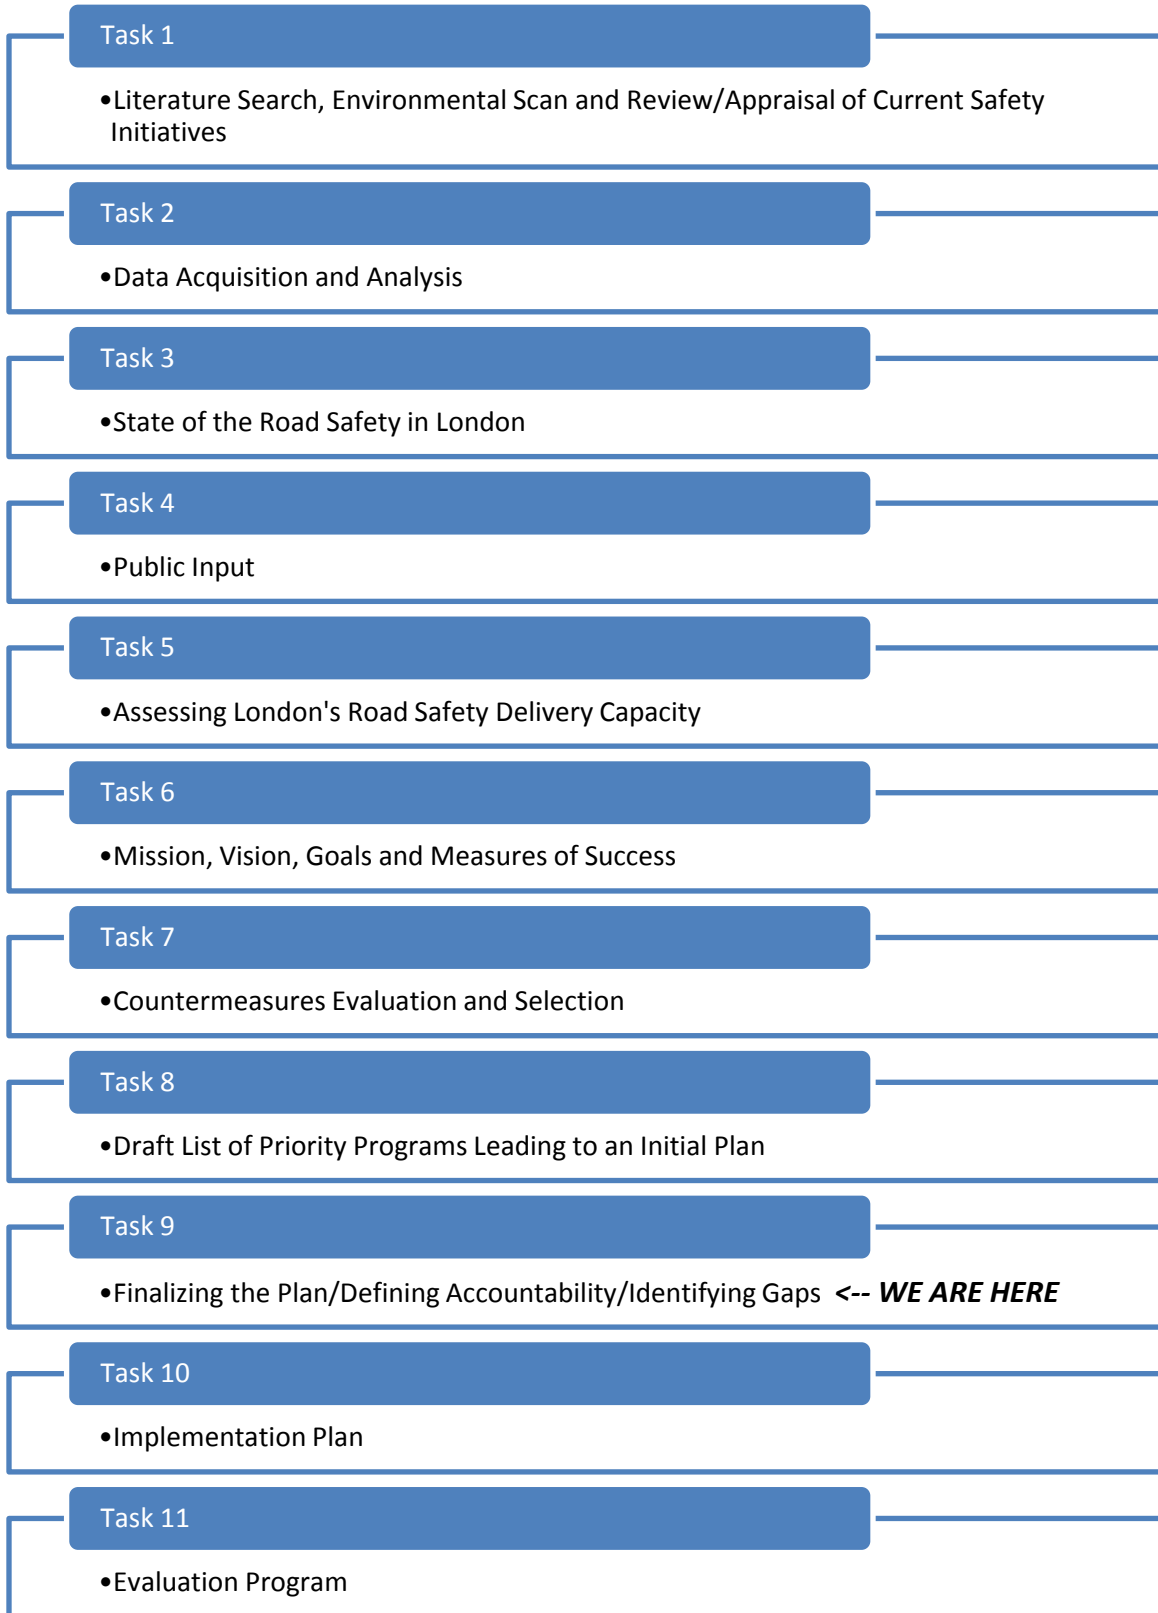 Task 1
•Literature Search, Environmental Scan and Review/Appraisal of Current Safety
Initiatives
Task 2
•Data Acquisition and Analysis
Task 3
•State of the Road Safety in London
Task 4
•Public Input
Task 5
•Assessing London's Road Safety Delivery Capacity
Task 6
•Mission, Vision, Goals and Measures of Success
Task 7
•Countermeasures Evaluation and Selection
Task 8
•Draft List of Priority Programs Leading to an Initial Plan
Task 9
•Finalizing the Plan/Defining Accountability/Identifying Gaps <-- WE ARE HERE
Task 10
•Implementation Plan
Task 11
•Evaluation Program